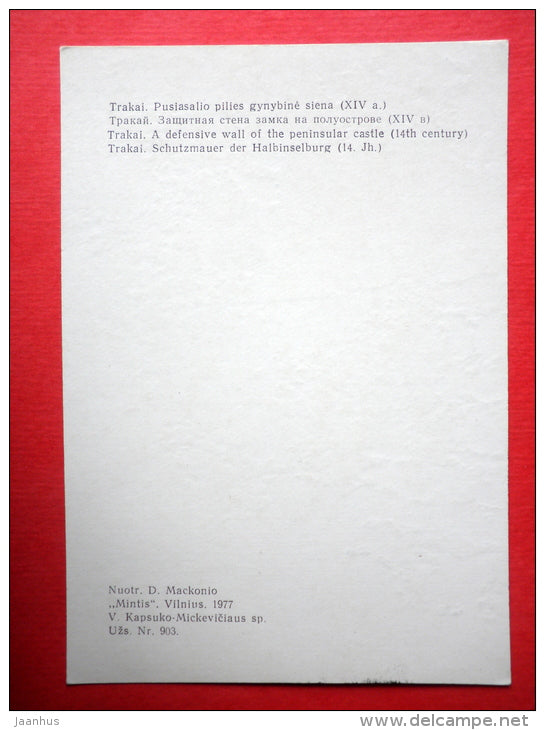 Trakai. Pusiasalio pilies gynybinė siena (XIV a.)
Тракай. Защитная стена замка на полуострове (XIV в)
Trakai. A defensive wall of the peninsular castle (14th century)
Trakai. Schutzmauer der Halbinselburg (14. Jh.)
Nuotr. D. Mackonio
„Mintis“, Vilnius, 1977
V. Kapsuko-Mickevičiaus sp.
Užs. Nr. 903.
jaanhus
www.delcampe.net